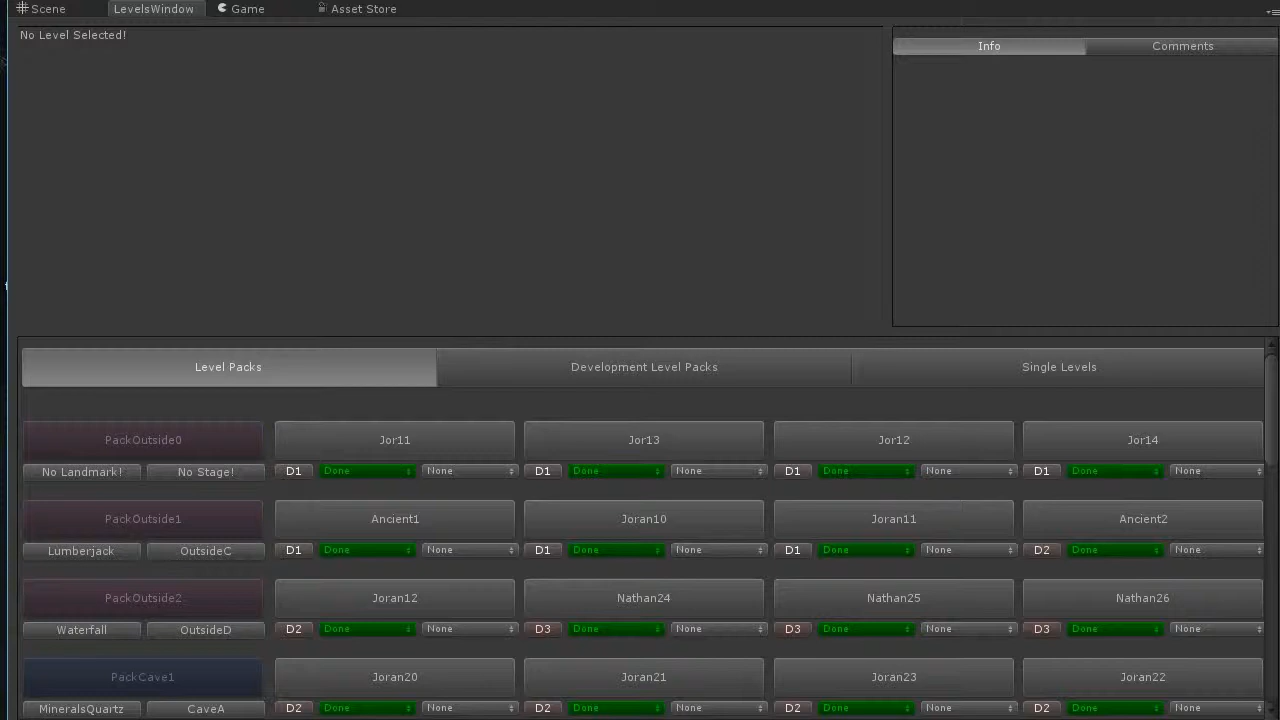 Scene LevelsWindow Game Asset Store
No Level Selected!
Info Comments
Level Packs Development Level Packs Single Levels
PackOutside0 Jor11 Jor13 Jor12 Jor14
No Landmark! No Stage! D1 Done None D1 Done None D1 Done None D1 Done None
PackOutside1 Ancient1 Joran10 Joran11 Ancient2
Lumberjack OutsideC D1 Done None D1 Done None D1 Done None D2 Done None
PackOutside2 Joran12 Nathan24 Nathan25 Nathan26
Waterfall OutsideD D2 Done None D3 Done None D3 Done None D3 Done None
PackCave1 Joran20 Joran21 Joran23 Joran22
MineralsQuartz CaveA D2 Done None D2 Done None D2 Done None D2 Done None